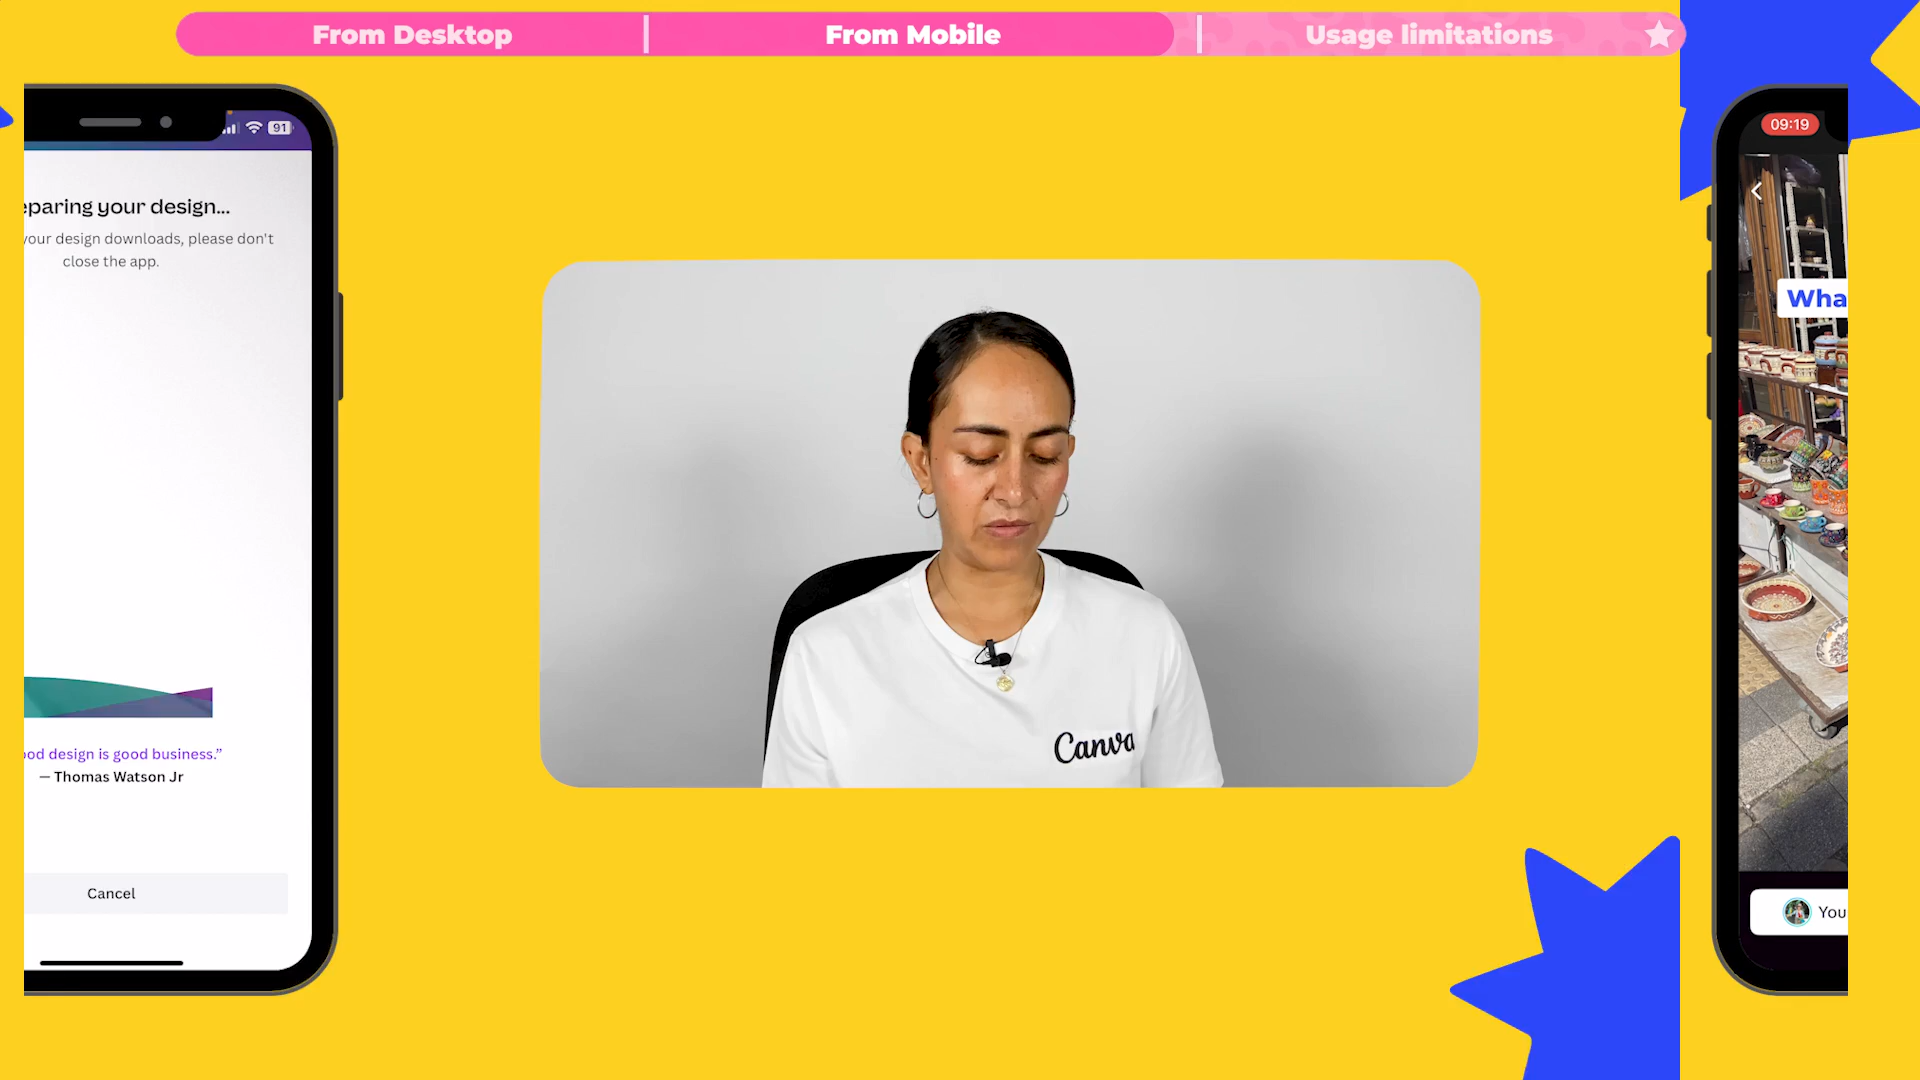 From Desktop
From Mobile
Usage limitations
91
eparing your design...
your design downloads, please don't
close the app.
ood design is good business.”
— Thomas Watson Jr
Cancel
Canva
09:19
Wha
You